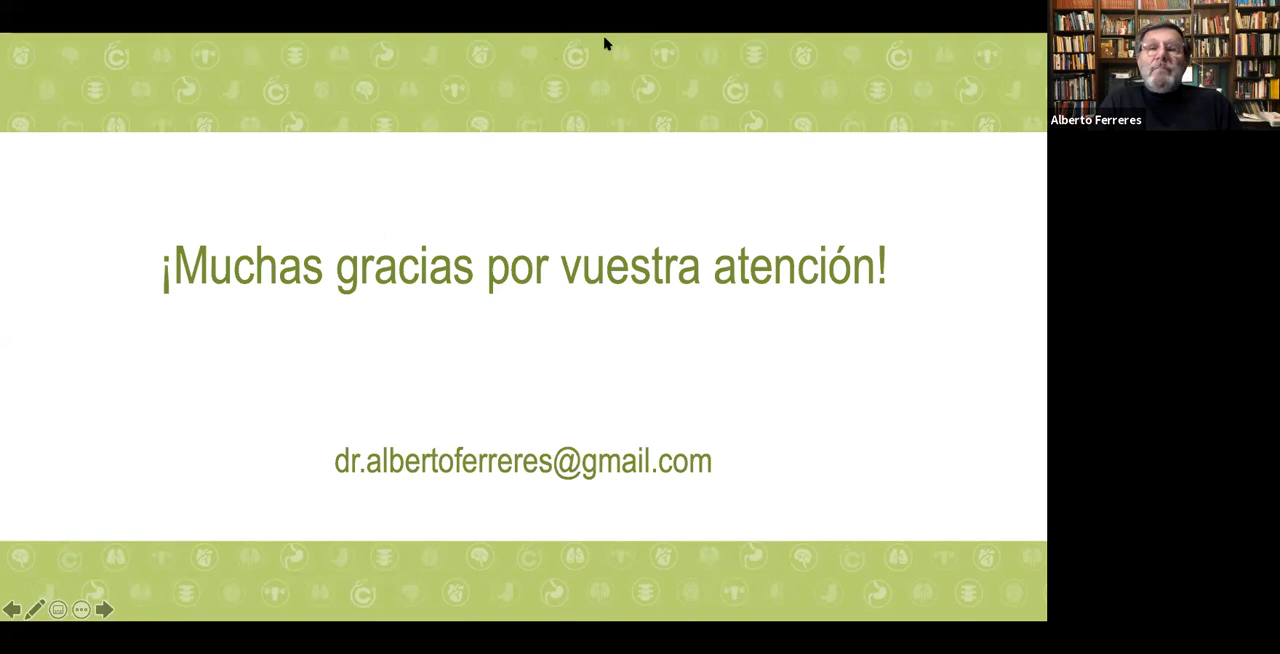 ¡Muchas gracias por vuestra atención!
dr.albertoferreres@gmail.com
Alberto Ferreres